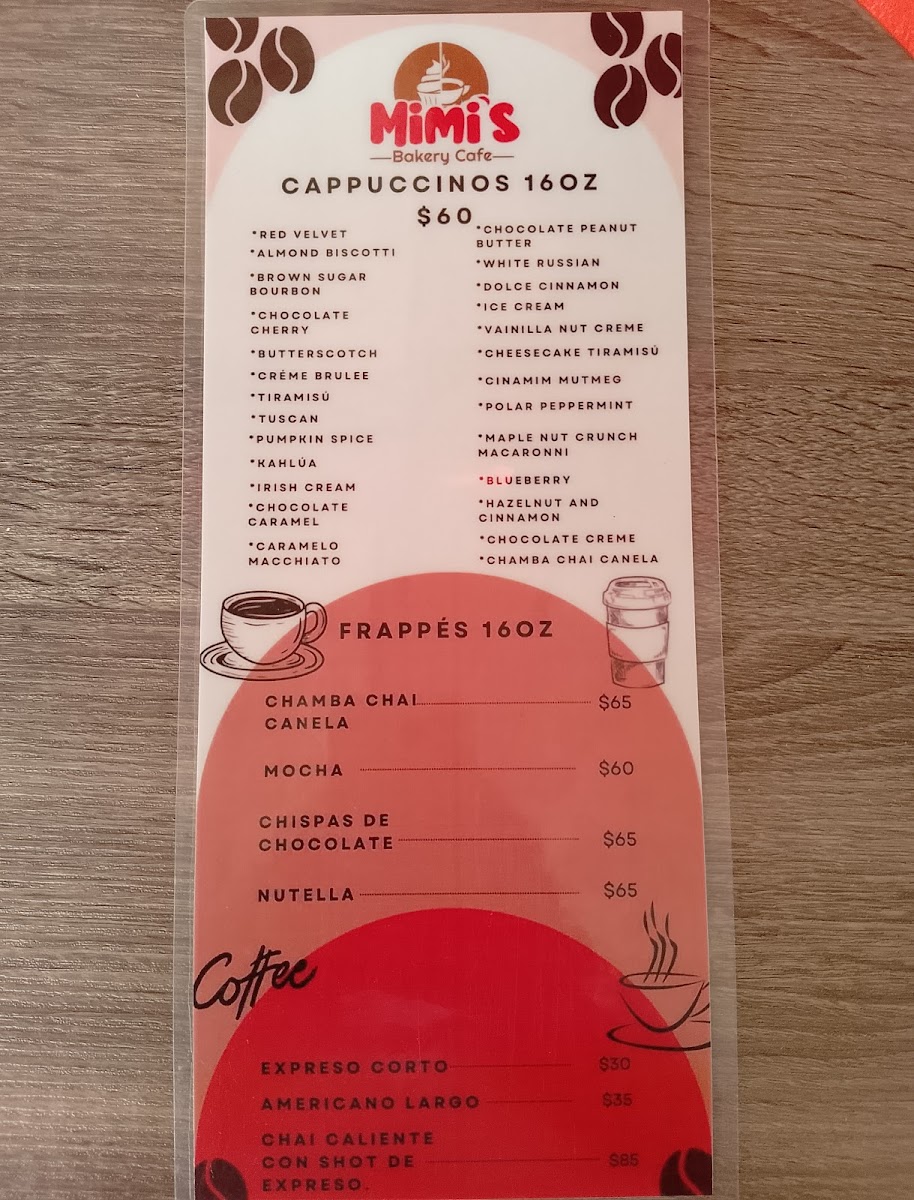 MiMi'S
Bakery Cafe
CAPPUCCINOS 16OZ
$60
*RED VELVET
*ALMOND BISCOTTI
*BROWN SUGAR
BOURBON
*CHOCOLATE
CHERRY
*BUTTERSCOTCH
*CRÉME BRULEE
*TIRAMISÚ
*TUSCAN
*PUMPKIN SPICE
*KAHLÚA
*IRISH CREAM
*CHOCOLATE
CARAMEL
*CARAMELO
MACCHIATO
*CHOCOLATE PEANUT
BUTTER
*WHITE RUSSIAN
*DOLCE CINNAMON
*ICE CREAM
*VAINILLA NUT CREME
*CHEESECAKE TIRAMISÚ
*CINAMIM MUTMEG
*POLAR PEPPERMINT
*MAPLE NUT CRUNCH
MACARONNI
*BLUEBERRY
*HAZELNUT AND
CINNAMON
*CHOCOLATE CREME
*CHAMBA CHAI CANELA
FRAPPÉS 16OZ
CHAMBA CHAI $65
CANELA
MOCHA $60
CHISPAS DE
CHOCOLATE $65
NUTELLA $65
Coffee
EXPRESO CORTO $30
AMERICANO LARGO $35
CHAI CALIENTE
CON SHOT DE $85
EXPRESO.